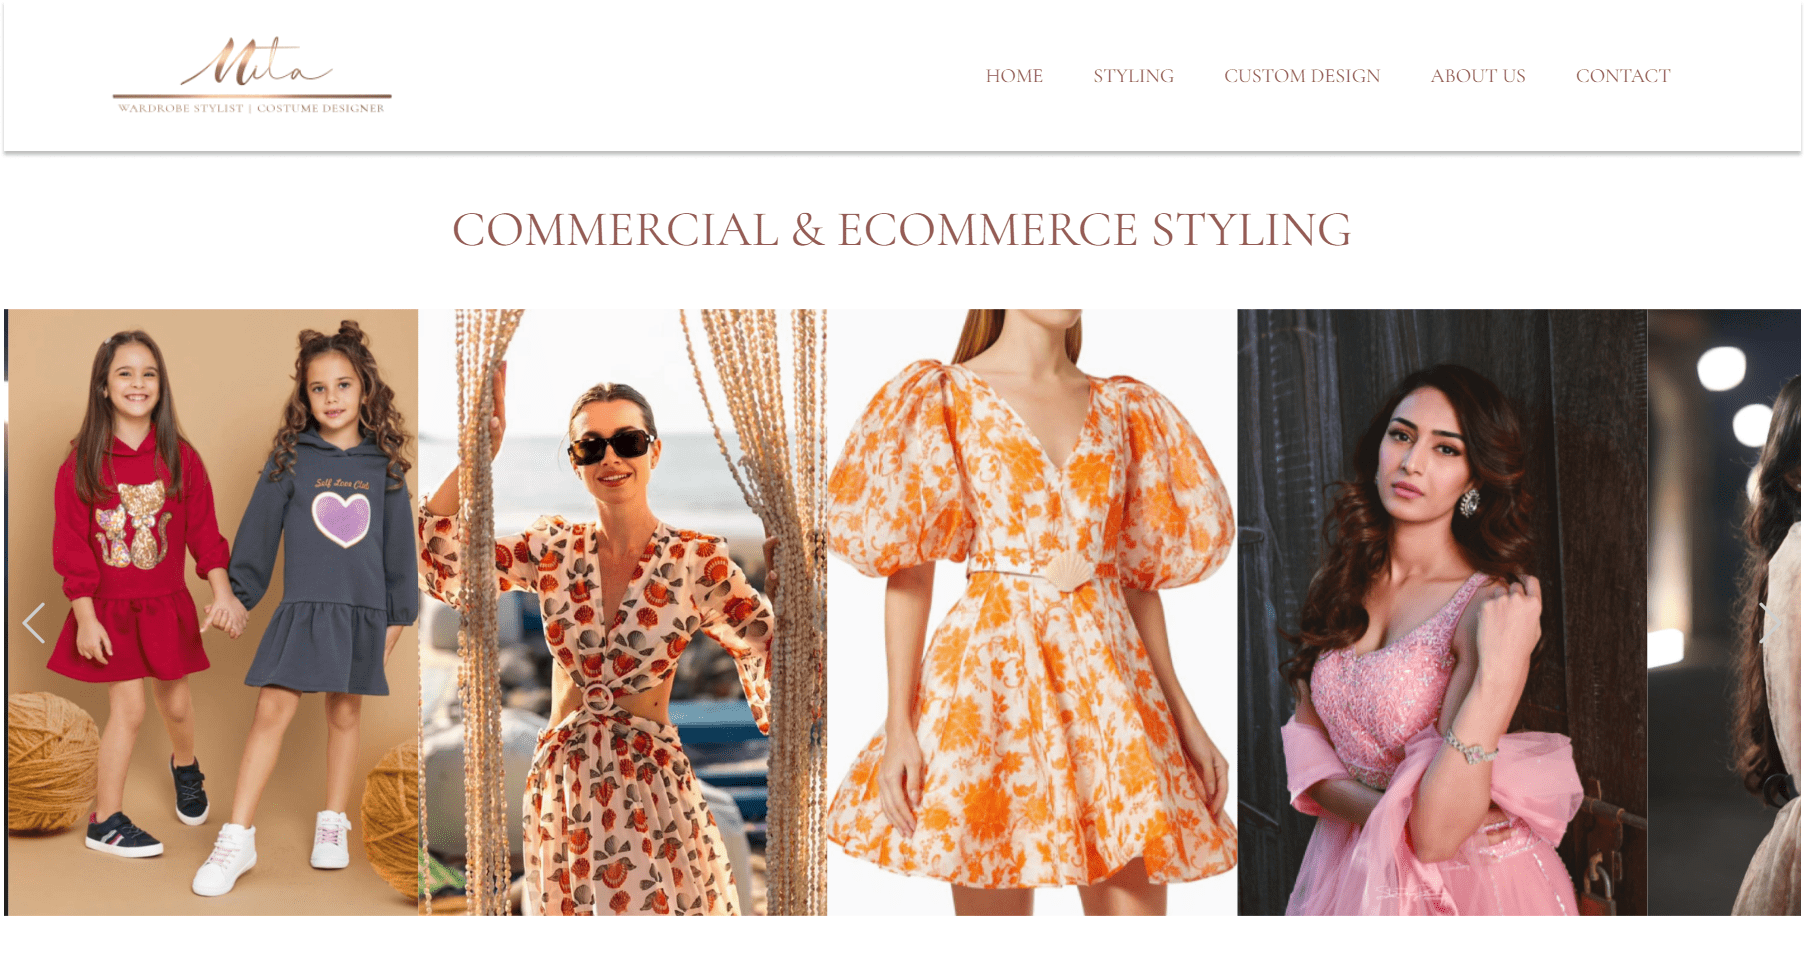 Mita
WARDROBE STYLIST | COSTUME DESIGNER
HOME
STYLING
CUSTOM DESIGN
ABOUT US
CONTACT
COMMERCIAL & ECOMMERCE STYLING
Self Love Club